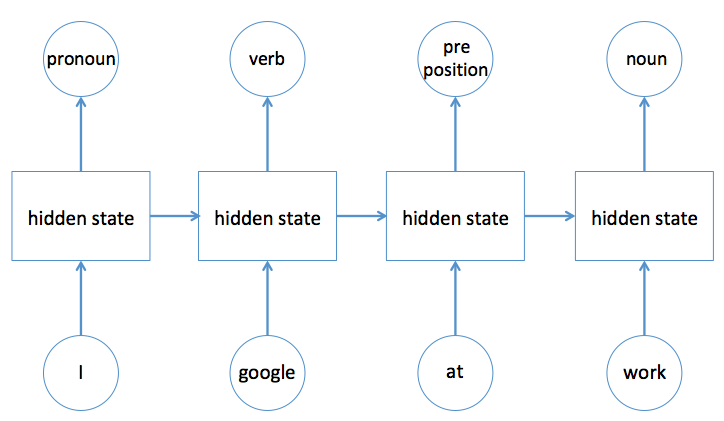 pronoun
verb
pre
position
noun
hidden state
hidden state
hidden state
hidden state
I
google
at
work